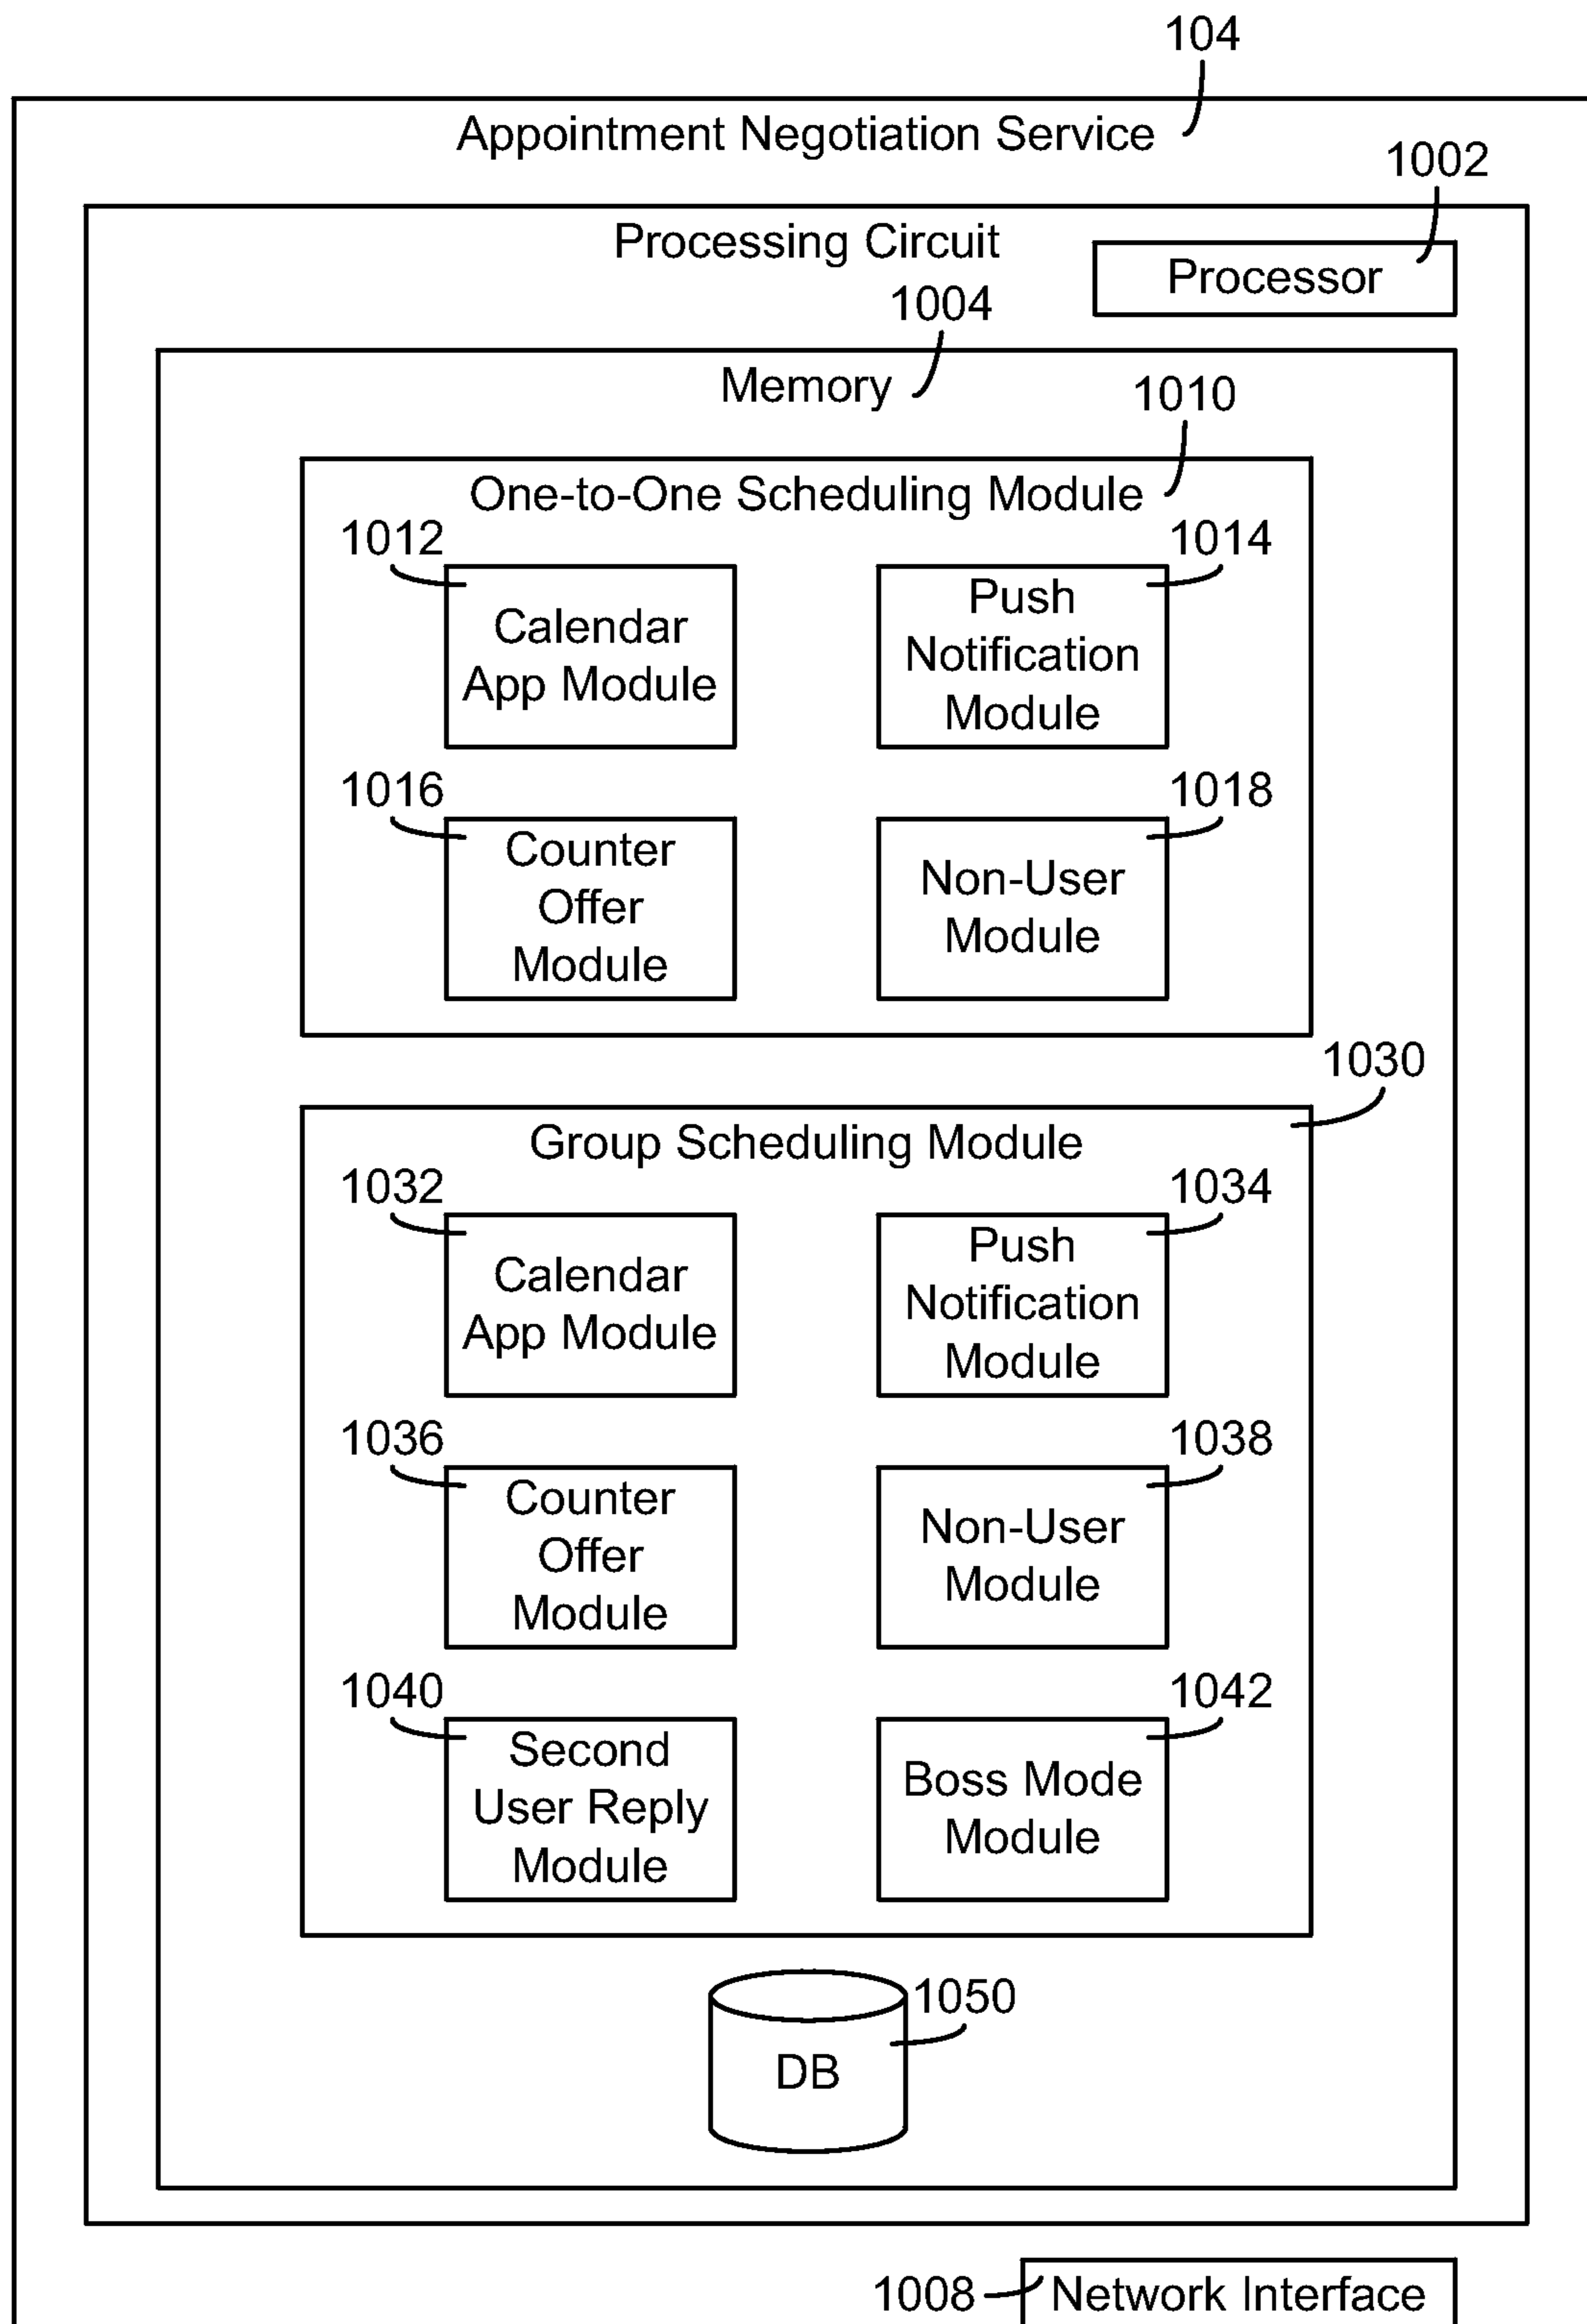 104
Appointment Negotiation Service
1002
Processing Circuit
Processor
1004
Memory
1010
One-to-One Scheduling Module
1012
1014
Calendar
App Module
Push
Notification
Module
1016
1018
Counter
Offer
Module
Non-User
Module
1030
Group Scheduling Module
1032
1034
Calendar
App Module
Push
Notification
Module
1036
1038
Counter
Offer
Module
Non-User
Module
1040
1042
Second
User Reply
Module
Boss Mode
Module
1050
DB
1008
Network Interface